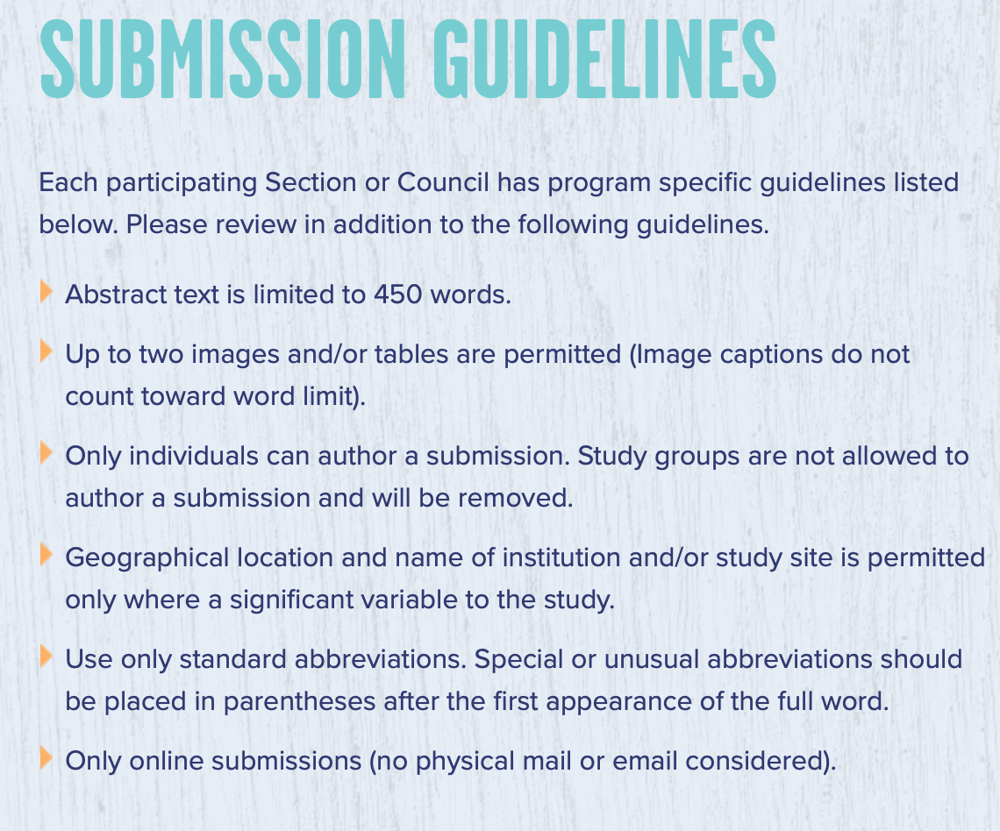 SUBMISSION GUIDELINES
Each participating Section or Council has program specific guidelines listed
below. Please review in addition to the following guidelines.
Abstract text is limited to 450 words.
Up to two images and/or tables are permitted (Image captions do not
count toward word limit).
Only individuals can author a submission. Study groups are not allowed to
author a submission and will be removed.
Geographical location and name of institution and/or study site is permitted
only where a significant variable to the study.
Use only standard abbreviations. Special or unusual abbreviations should
be placed in parentheses after the first appearance of the full word.
Only online submissions (no physical mail or email considered).